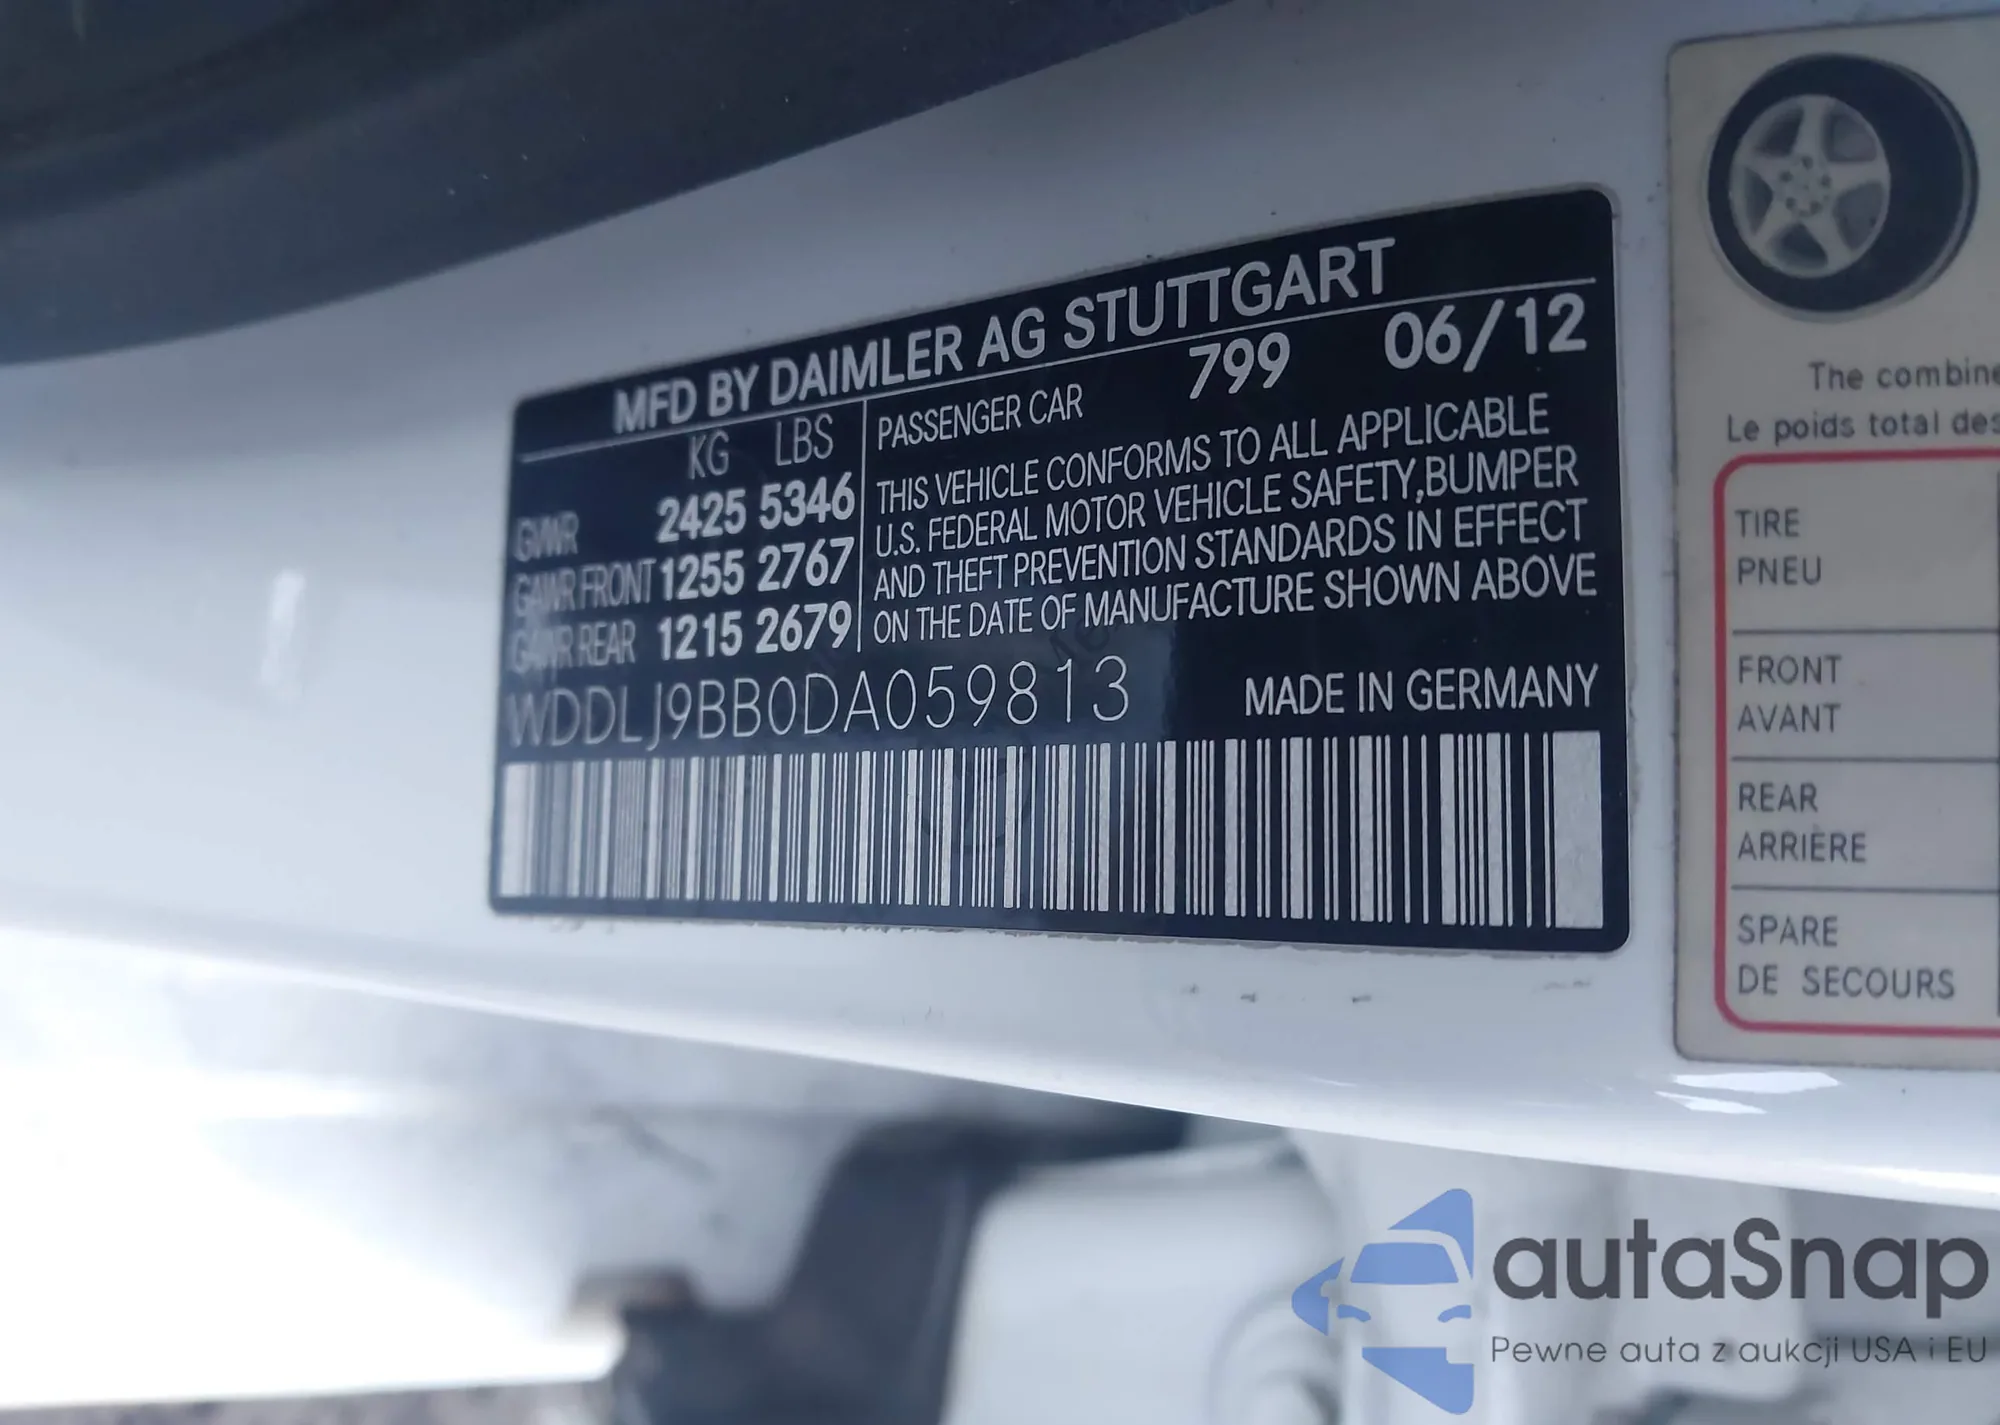 MFD BY DAIMLER AG STUTTGART
KG LBS
GVWR 2425 5346
GAWR FRONT 1255 2767
GAWR REAR 1215 2679
PASSENGER CAR 799 06/12
THIS VEHICLE CONFORMS TO ALL APPLICABLE
U.S. FEDERAL MOTOR VEHICLE SAFETY,BUMPER
AND THEFT PREVENTION STANDARDS IN EFFECT
ON THE DATE OF MANUFACTURE SHOWN ABOVE
WDDLJ9BB0DA059813 MADE IN GERMANY
The combine
Le poids total des
TIRE
PNEU
FRONT
AVANT
REAR
ARRIÈRE
SPARE
DE SECOURS
autaSnap
Pewne auta z aukcji USA i EU